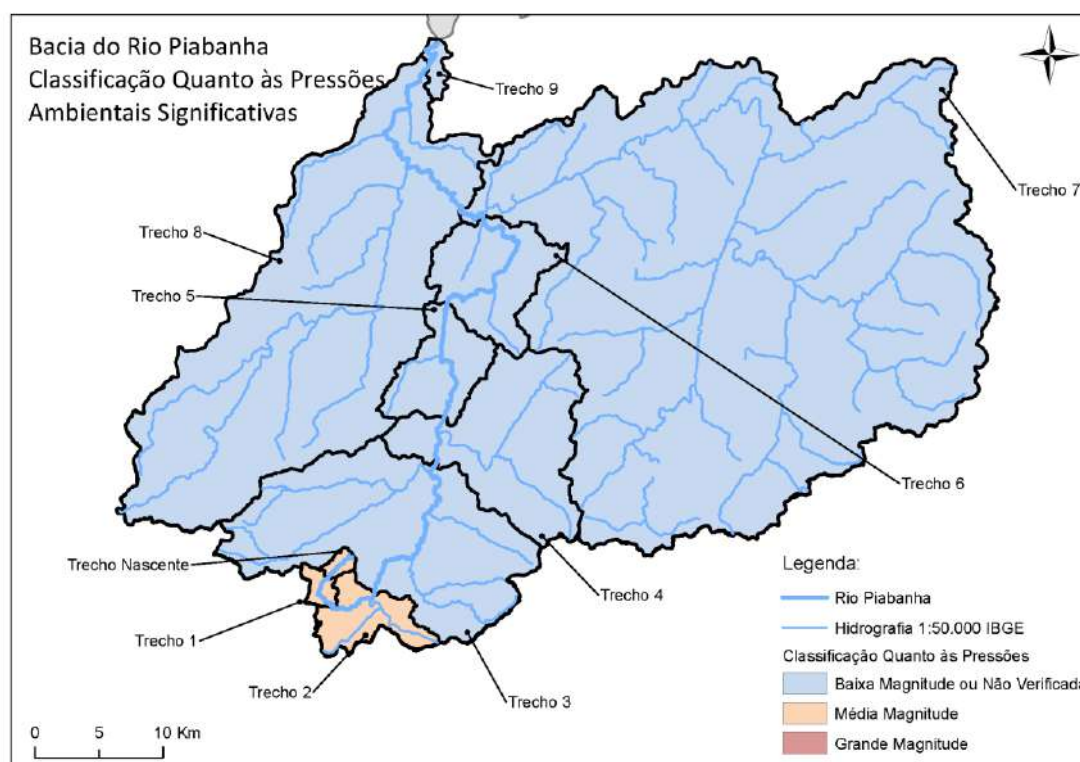 Bacia do Rio Piabanha
Classificação Quanto às Pressões
Ambientais Significativas
Trecho 9
Trecho 7
Trecho 8
Trecho 5
Trecho 6
Trecho Nascente
Trecho 4
Trecho 1
Trecho 2
Trecho 3
Legenda:
Rio Piabanha
Hidrografia 1:50.000 IBGE
Classificação Quanto às Pressões
Baixa Magnitude ou Não Verificada
Média Magnitude
Grande Magnitude
0 5 10 Km